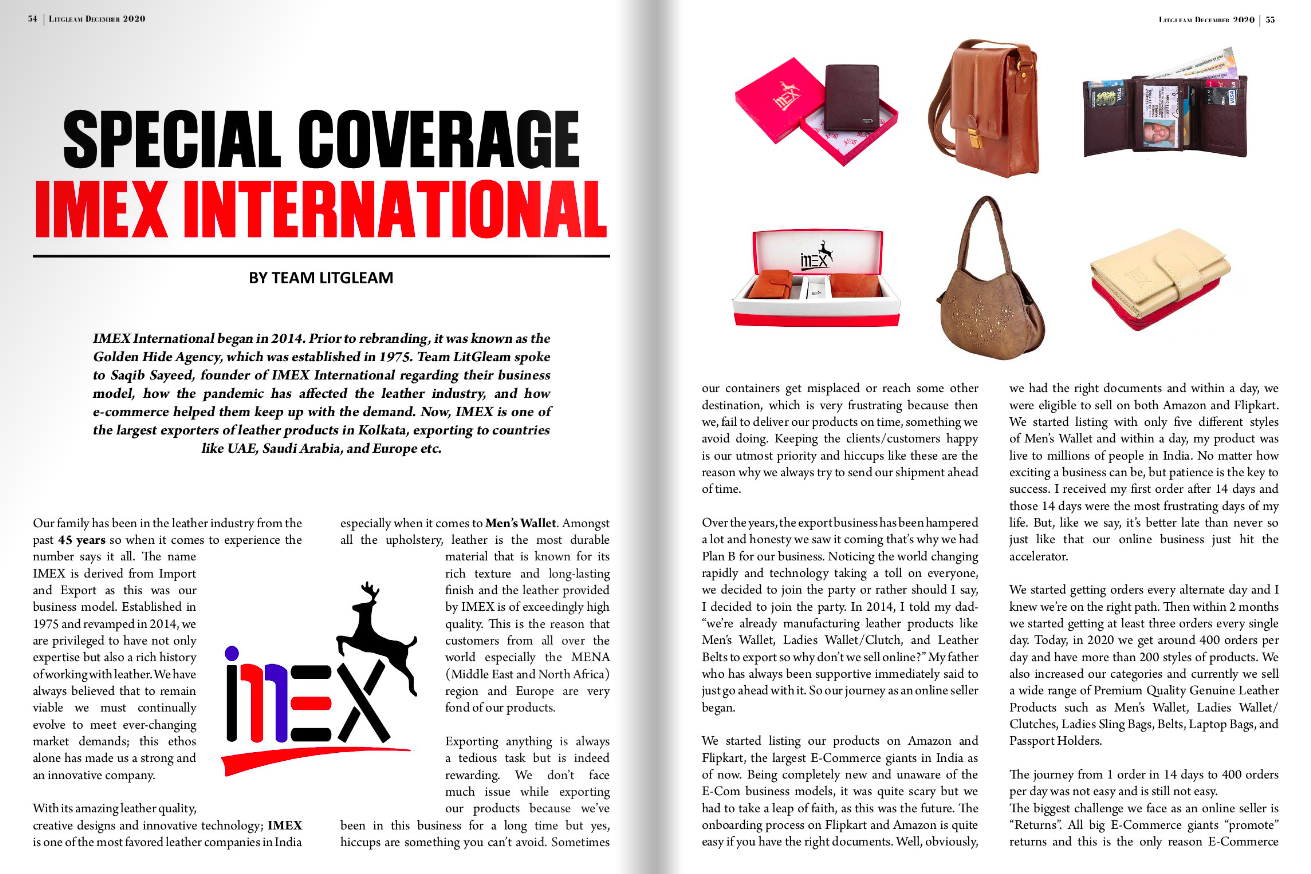 54 | Litgleam December 2020
SPECIAL COVERAGE
IMEX INTERNATIONAL
BY TEAM LITGLEAM
IMEX International began in 2014. Prior to rebranding, it was known as the
Golden Hide Agency, which was established in 1975. Team LitGleam spoke
to Saqib Sayeed, founder of IMEX International regarding their business
model, how the pandemic has affected the leather industry, and how
e-commerce helped them keep up with the demand. Now, IMEX is one of
the largest exporters of leather products in Kolkata, exporting to countries
like UAE, Saudi Arabia, and Europe etc.
Our family has been in the leather industry from the
past 45 years so when it comes to experience the
number says it all. The name
IMEX is derived from Import
and Export as this was our
business model. Established in
1975 and revamped in 2014, we
are privileged to have not only
expertise but also a rich history
of working with leather. We have
always believed that to remain
viable we must continually
evolve to meet ever-changing
market demands; this ethos
alone has made us a strong and
an innovative company.
With its amazing leather quality,
creative designs and innovative technology; IMEX
is one of the most favored leather companies in India
imEX
especially when it comes to Men's Wallet. Amongst
all the upholstery, leather is the most durable
material that is known for its
rich texture and long-lasting
finish and the leather provided
by IMEX is of exceedingly high
quality. This is the reason that
customers from all over the
world especially the MENA
(Middle East and North Africa)
region and Europe are very
fond of our products.
Exporting anything is always
a tedious task but is indeed
rewarding. We don't face
much issue while exporting
our products because we've
been in this business for a long time but yes,
hiccups are something you can't avoid. Sometimes
Litgleam December 2020 | 55
imEX
imEX
our containers get misplaced or reach some other
destination, which is very frustrating because then
we, fail to deliver our products on time, something we
avoid doing. Keeping the clients/customers happy
is our utmost priority and hiccups like these are the
reason why we always try to send our shipment ahead
of time.
Over the years, the export business has been hampered
a lot and honesty we saw it coming that's why we had
Plan B for our business. Noticing the world changing
rapidly and technology taking a toll on everyone,
we decided to join the party or rather should I say,
I decided to join the party. In 2014, I told my dad-
“we're already manufacturing leather products like
Men's Wallet, Ladies Wallet/Clutch, and Leather
Belts to export so why don't we sell online?” My father
who has always been supportive immediately said to
just go ahead with it. So our journey as an online seller
began.
We started listing our products on Amazon and
Flipkart, the largest E-Commerce giants in India as
of now. Being completely new and unaware of the
E-Com business models, it was quite scary but we
had to take a leap of faith, as this was the future. The
onboarding process on Flipkart and Amazon is quite
easy if you have the right documents. Well, obviously,
we had the right documents and within a day, we
were eligible to sell on both Amazon and Flipkart.
We started listing with only five different styles
of Men's Wallet and within a day, my product was
live to millions of people in India. No matter how
exciting a business can be, but patience is the key to
success. I received my first order after 14 days and
those 14 days were the most frustrating days of my
life. But, like we say, it's better late than never so
just like that our online business just hit the
accelerator.
We started getting orders every alternate day and I
knew we're on the right path. Then within 2 months
we started getting at least three orders every single
day. Today, in 2020 we get around 400 orders per
day and have more than 200 styles of products. We
also increased our categories and currently we sell
a wide range of Premium Quality Genuine Leather
Products such as Men's Wallet, Ladies Wallet/
Clutches, Ladies Sling Bags, Belts, Laptop Bags, and
Passport Holders.
The journey from 1 order in 14 days to 400 orders
per day was not easy and is still not easy.
The biggest challenge we face as an online seller is
“Returns”. All big E-Commerce giants “promote”
returns and this is the only reason E-Commerce